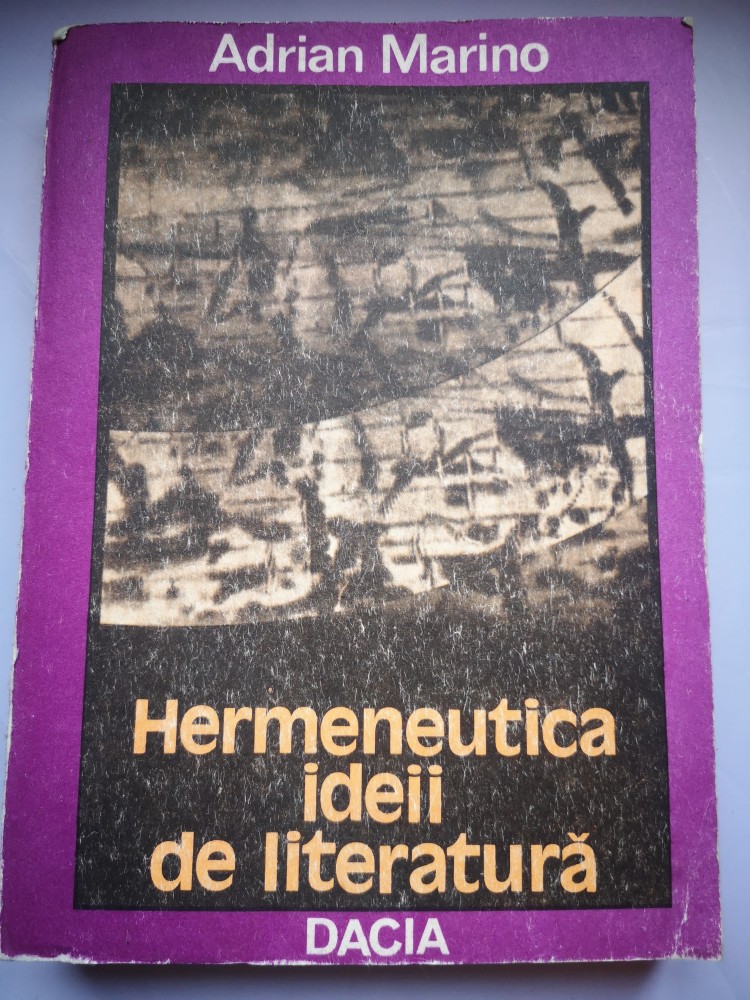 Adrian Marino
Hermeneutica
ideii
de literatură
DACIA